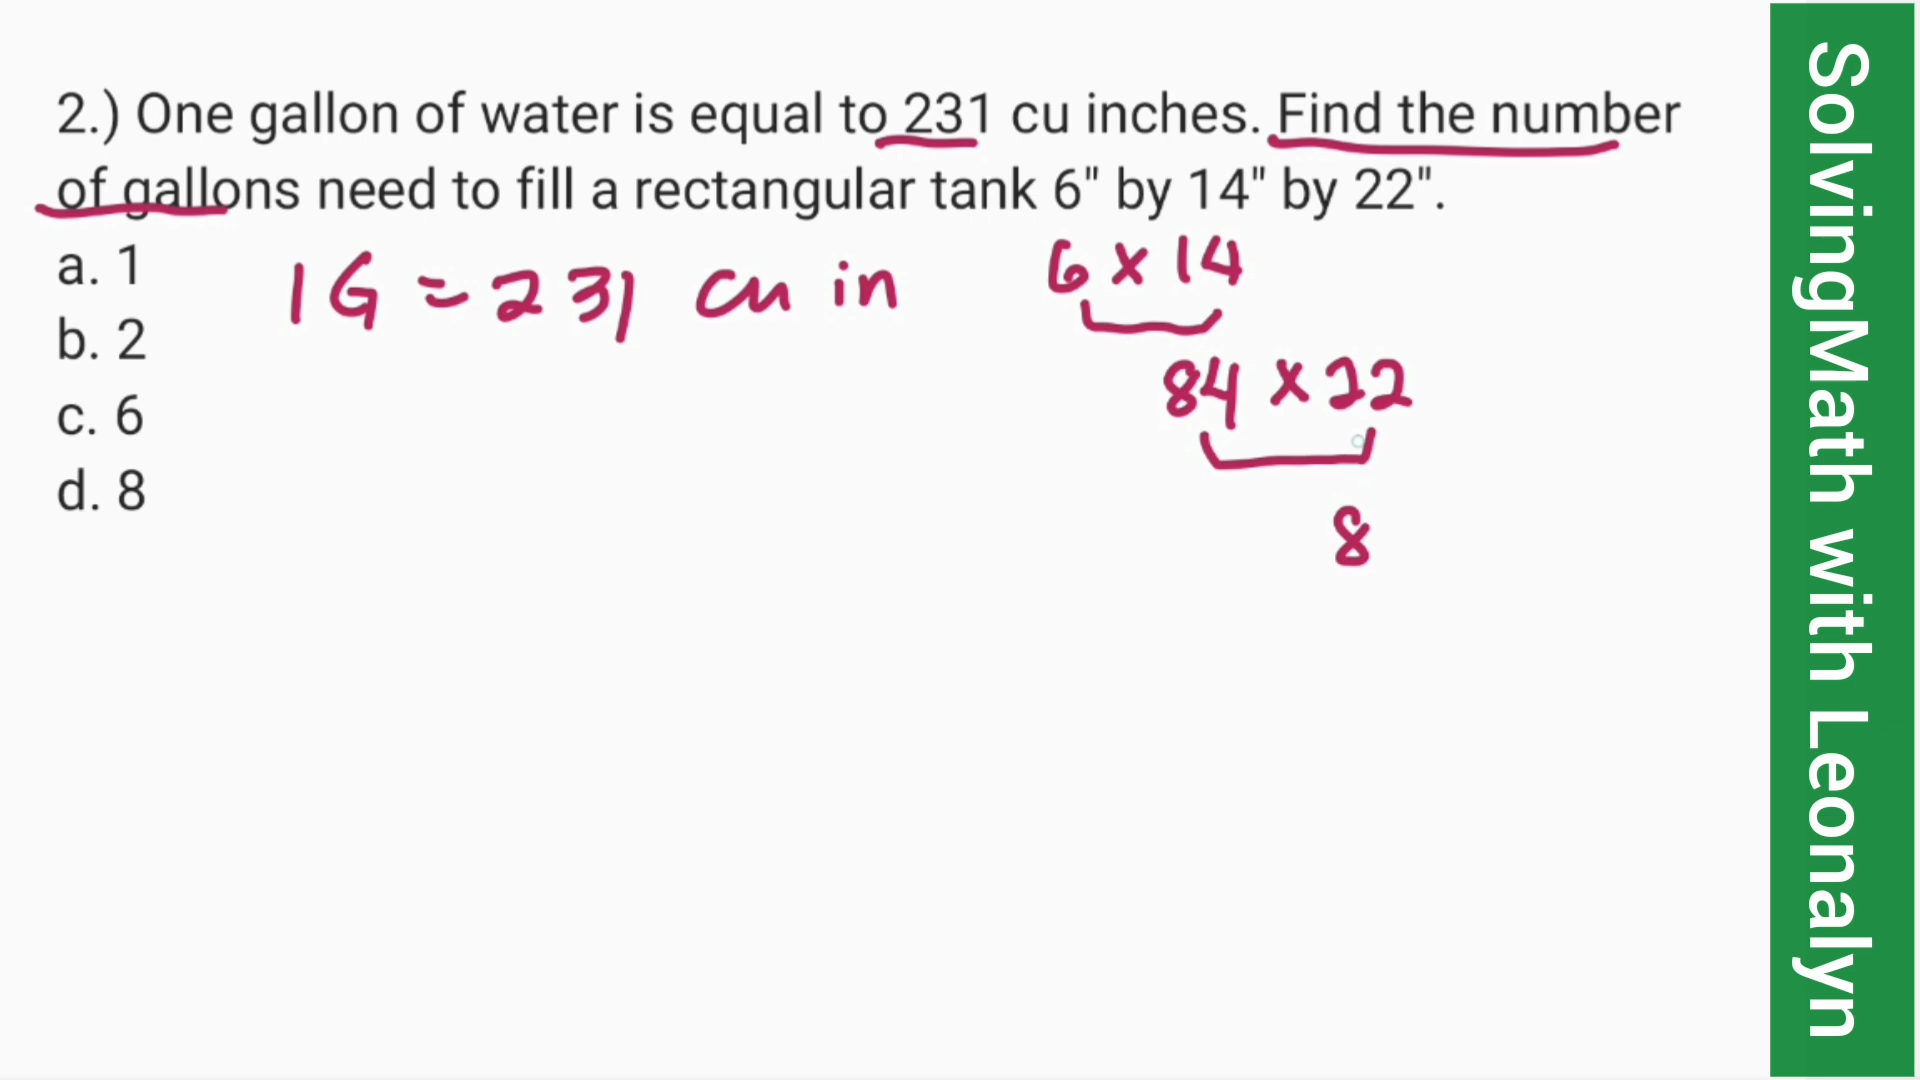 2.) One gallon of water is equal to 231 cu inches. Find the number
of gallons need to fill a rectangular tank 6" by 14" by 22".
a. 1
b. 2
c. 6
d. 8
1G = 231 cu in
6 x 14
84 x 22
8
SolvingMath with Leonalyn